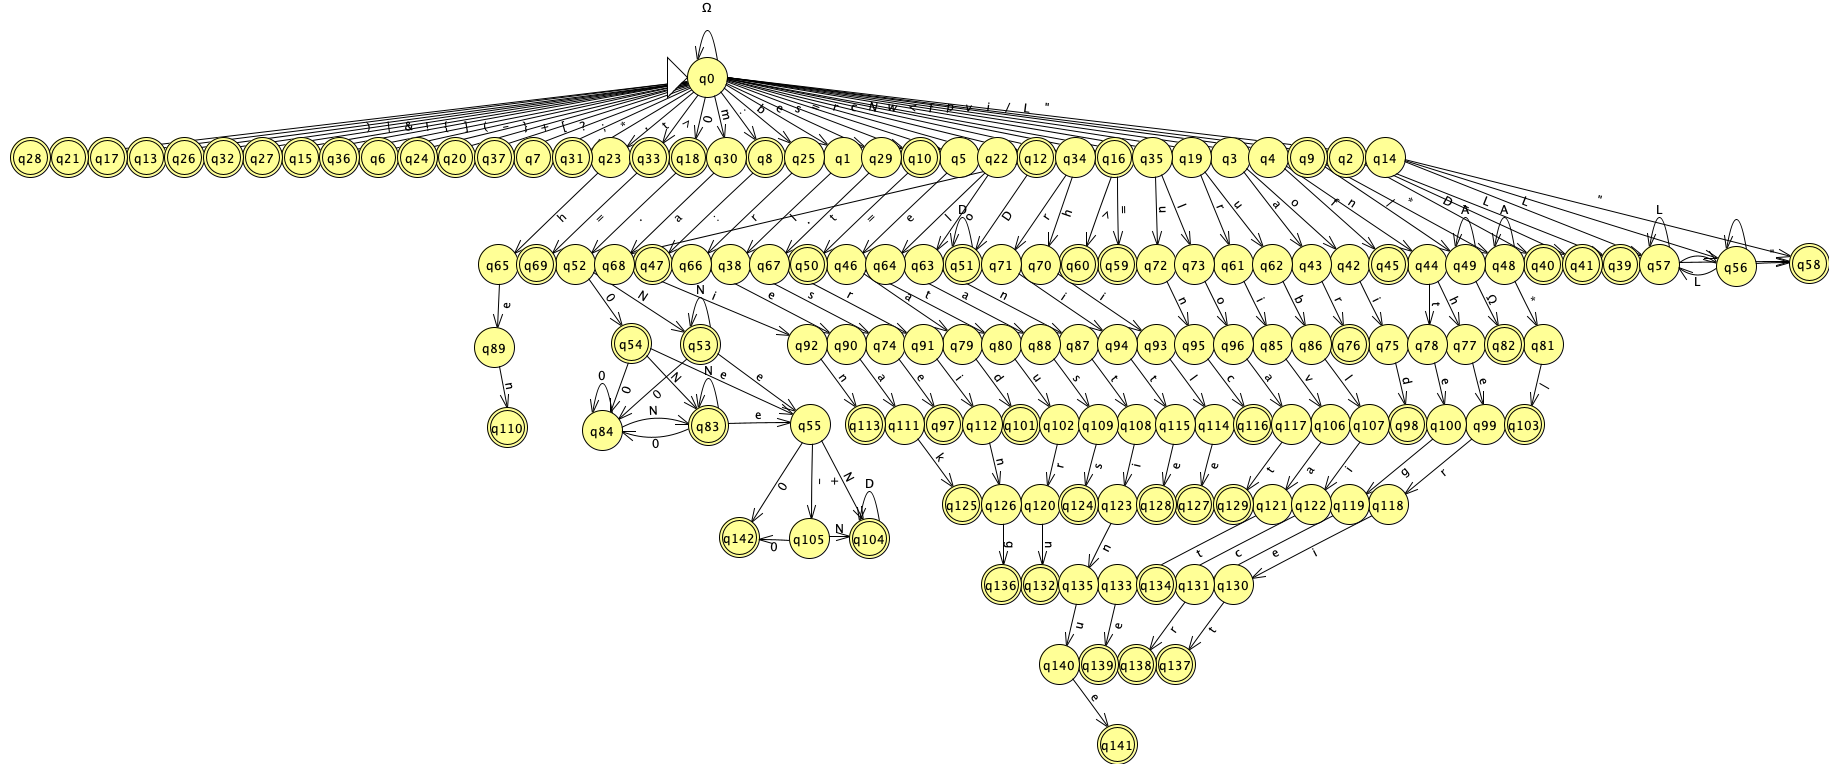 Ω
q0
} | & ! [ ] ( - ) + { ? ; * , t > 0 m . : b e s = r c N w < f p v i / L "
q28 q21 q17 q13 q26 q32 q27 q15 q36 q6 q24 q20 q37 q7 q31 q23 q33 q18 q30 q8 q25 q1 q29 q10 q5 q22 q12 q34 q16 q35 q19 q3 q4 q9 q2 q14
h = . a : r l . t = e l o D D r h > = u l r u a o f n / * D L L "
A A L
q65 q69 q52 q68 q47 q66 q38 q67 q50 q46 q64 q63 q51 q71 q70 q60 q59 q72 q73 q61 q62 q43 q42 q45 q44 q49 q48 q40 q41 q39 q57 q56 q58
L
e 0 N N i e s r a t a n i i n o i b r i t h Ω *
q89 q54 q53 q92 q90 q74 q91 q79 q80 q88 q87 q94 q93 q95 q96 q85 q86 q76 q75 q78 q77 q82 q81
n 0 0 N 0 N e e n a e i d u s t t l c a v l d e e /
q110 q84 N 0 q83 e q55 q113 q111 q97 q112 q101 q102 q109 q108 q115 q114 q116 q117 q106 q107 q98 q100 q99 q103
0 - + N D k n r s i e e t a i g r
q125 q126 q120 q124 q123 q128 q127 q129 q121 q122 q119 q118
q142 0 q105 N q104
g u n t c e i
q136 q132 q135 q133 q134 q131 q130
u e r t
q140 q139 q138 q137
e
q141